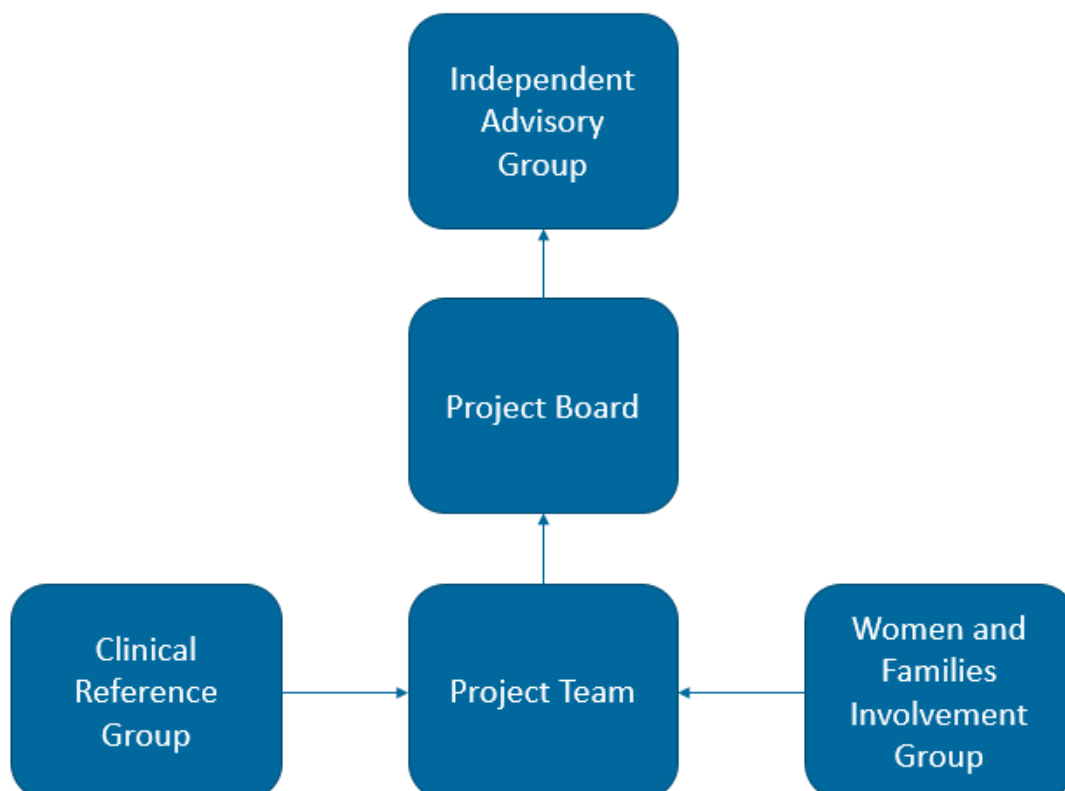 Independent
Advisory
Group
Project Board
Clinical
Reference
Group
Project Team
Women and
Families
Involvement
Group